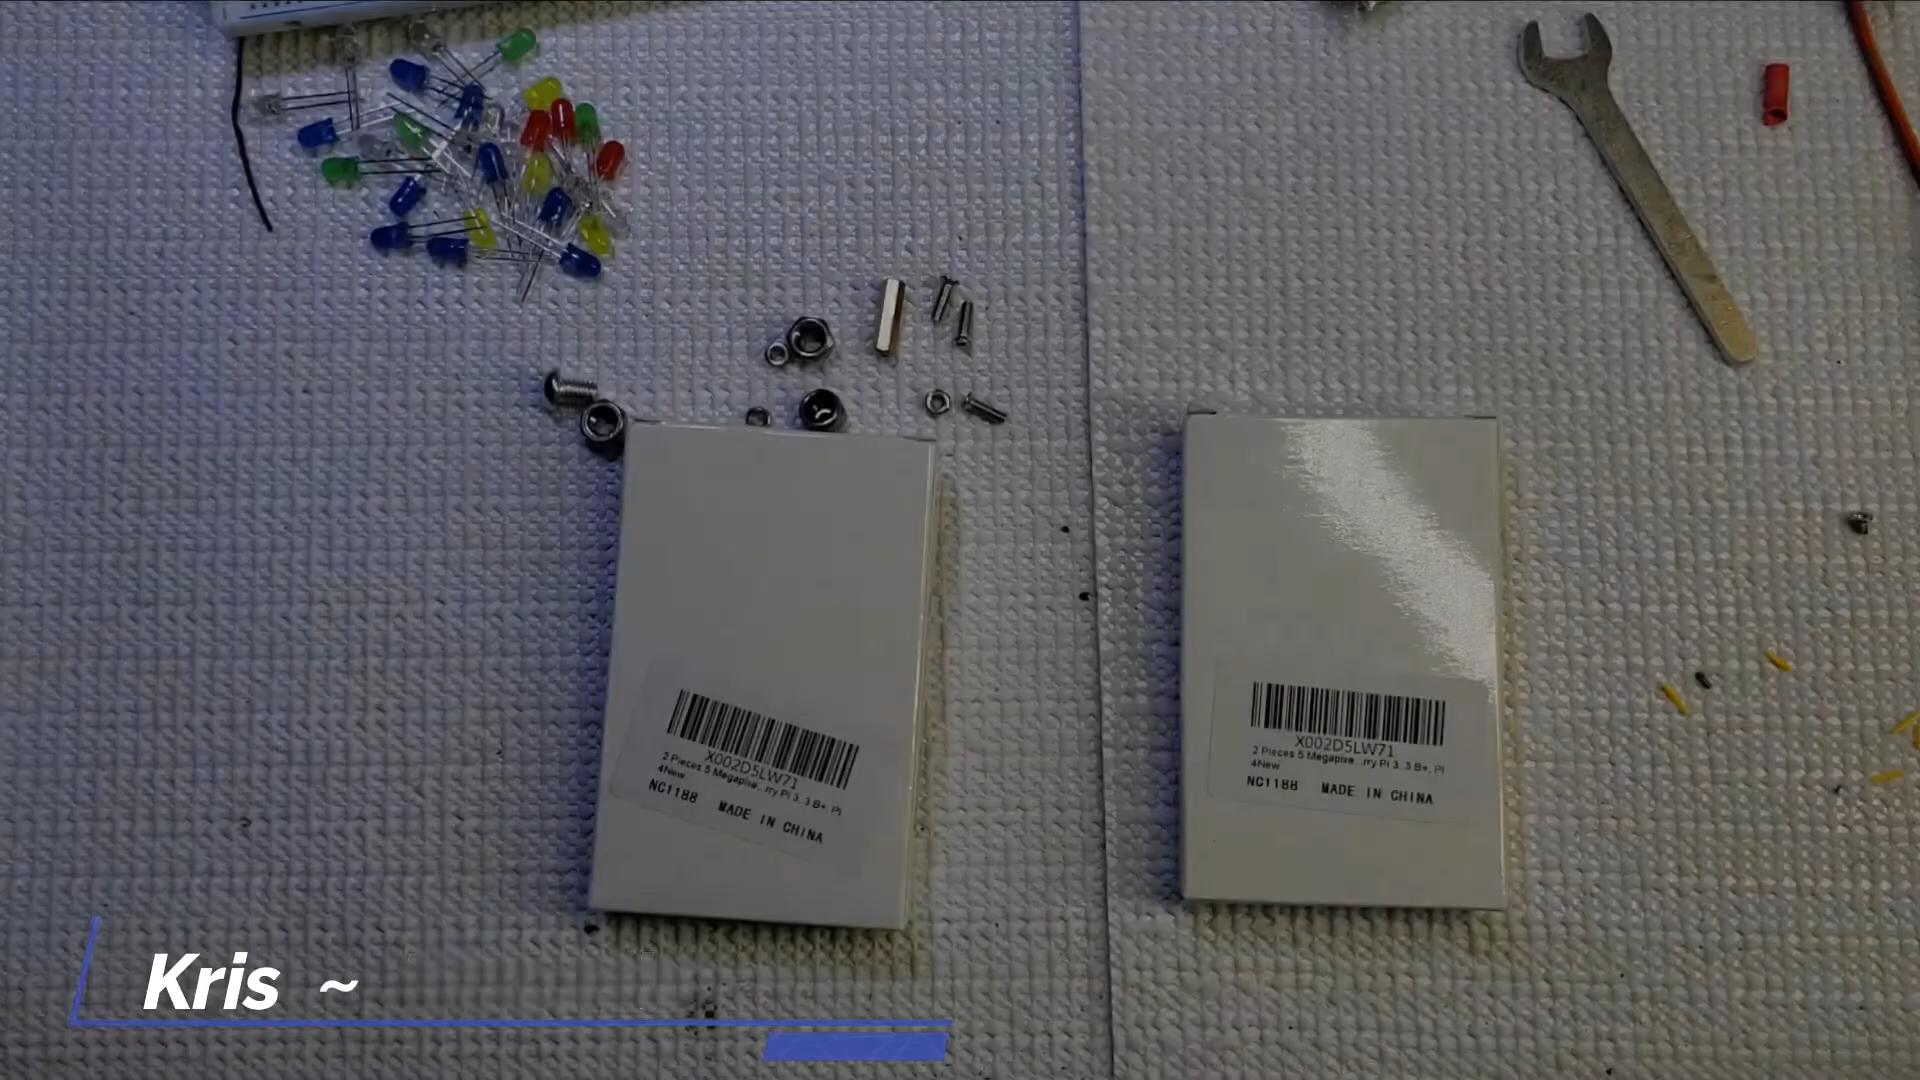 X002D5LW71
2 Pieces 5 Megapixe...rry Pi 3, 3 B+, Pi
4New
NC1188 MADE IN CHINA
X002D5LW71
2 Pieces 5 Megapixe...rry Pi 3, 3 B+, Pi
4New
NC1188 MADE IN CHINA
Kris ~